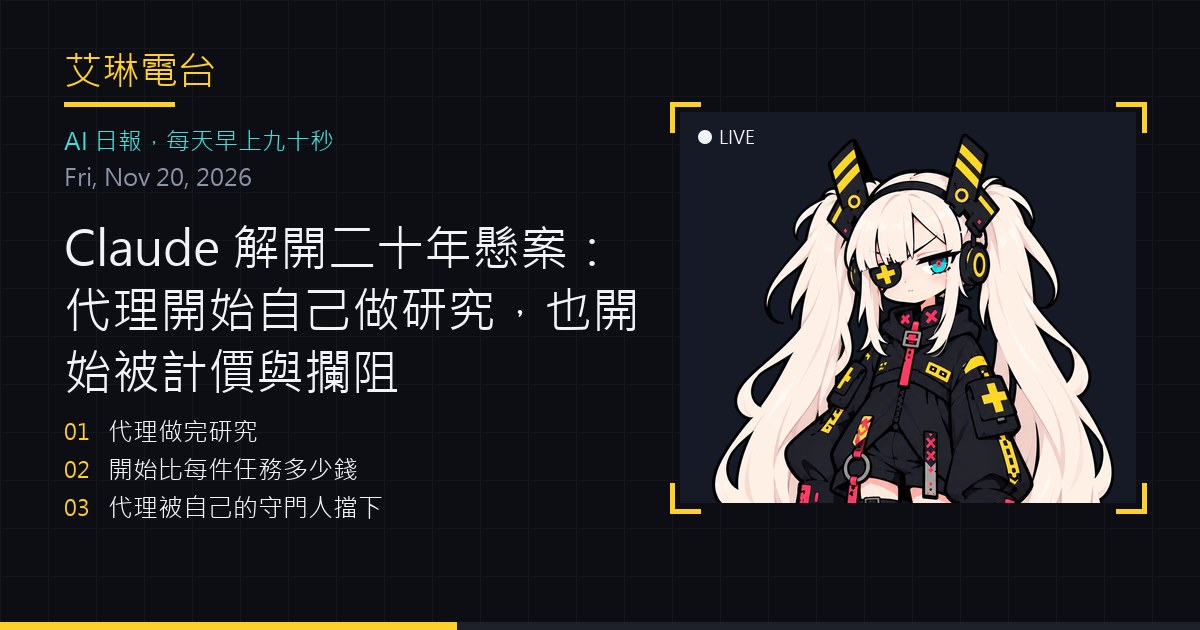 艾琳電台
AI 日報，每天早上九十秒
Fri, Nov 20, 2026
Claude 解開二十年懸案：
代理開始自己做研究，也開
始被計價與攔阻
01 代理做完研究
02 開始比每件任務多少錢
03 代理被自己的守門人擋下
LIVE